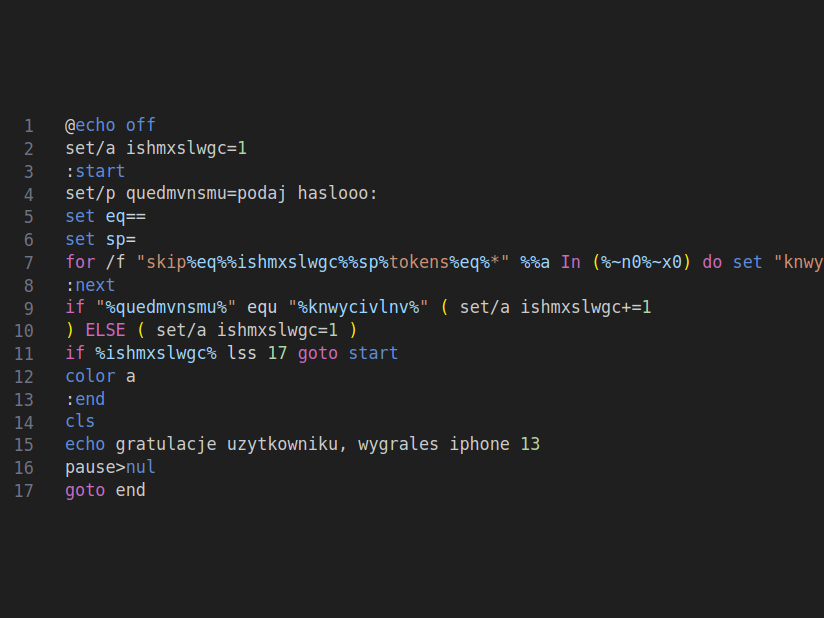 1 @echo off
2 set/a ishmxslwgc=1
3 :start
4 set/p quedmvnsmu=podaj haslooo:
5 set eq==
6 set sp=
7 for /f "skip%eq%%ishmxslwgc%%sp%tokens%eq%*" %%a In (%~n0%~x0) do set "knwy
8 :next
9 if "%quedmvnsmu%" equ "%knwycivlnv%" ( set/a ishmxslwgc+=1
10 ) ELSE ( set/a ishmxslwgc=1 )
11 if %ishmxslwgc% lss 17 goto start
12 color a
13 :end
14 cls
15 echo gratulacje uzytkowniku, wygrales iphone 13
16 pause>nul
17 goto end